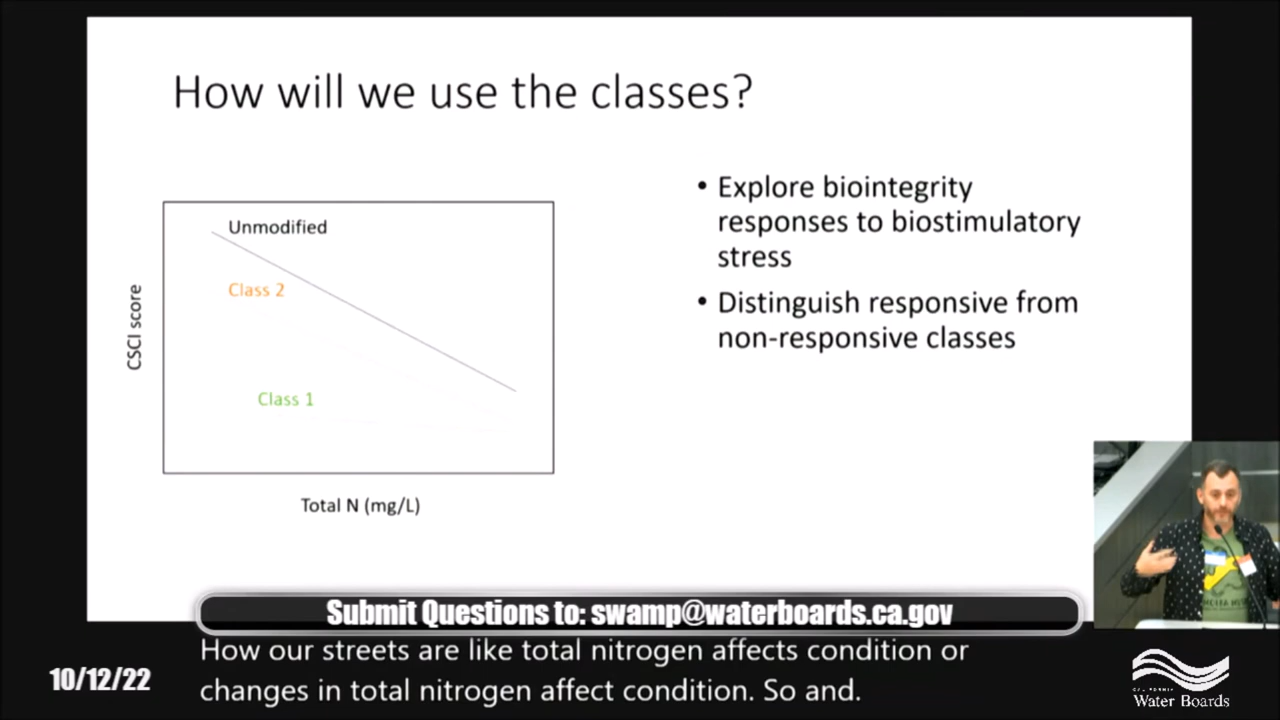 How will we use the classes?
Unmodified
Class 2
Class 1
CSCI score
Total N (mg/L)
• Explore biointegrity
responses to biostimulatory
stress
• Distinguish responsive from
non-responsive classes
Submit Questions to: swamp@waterboards.ca.gov
How our streets are like total nitrogen affects condition or
changes in total nitrogen affect condition. So and.
10/12/22
CALIFORNIA
Water Boards